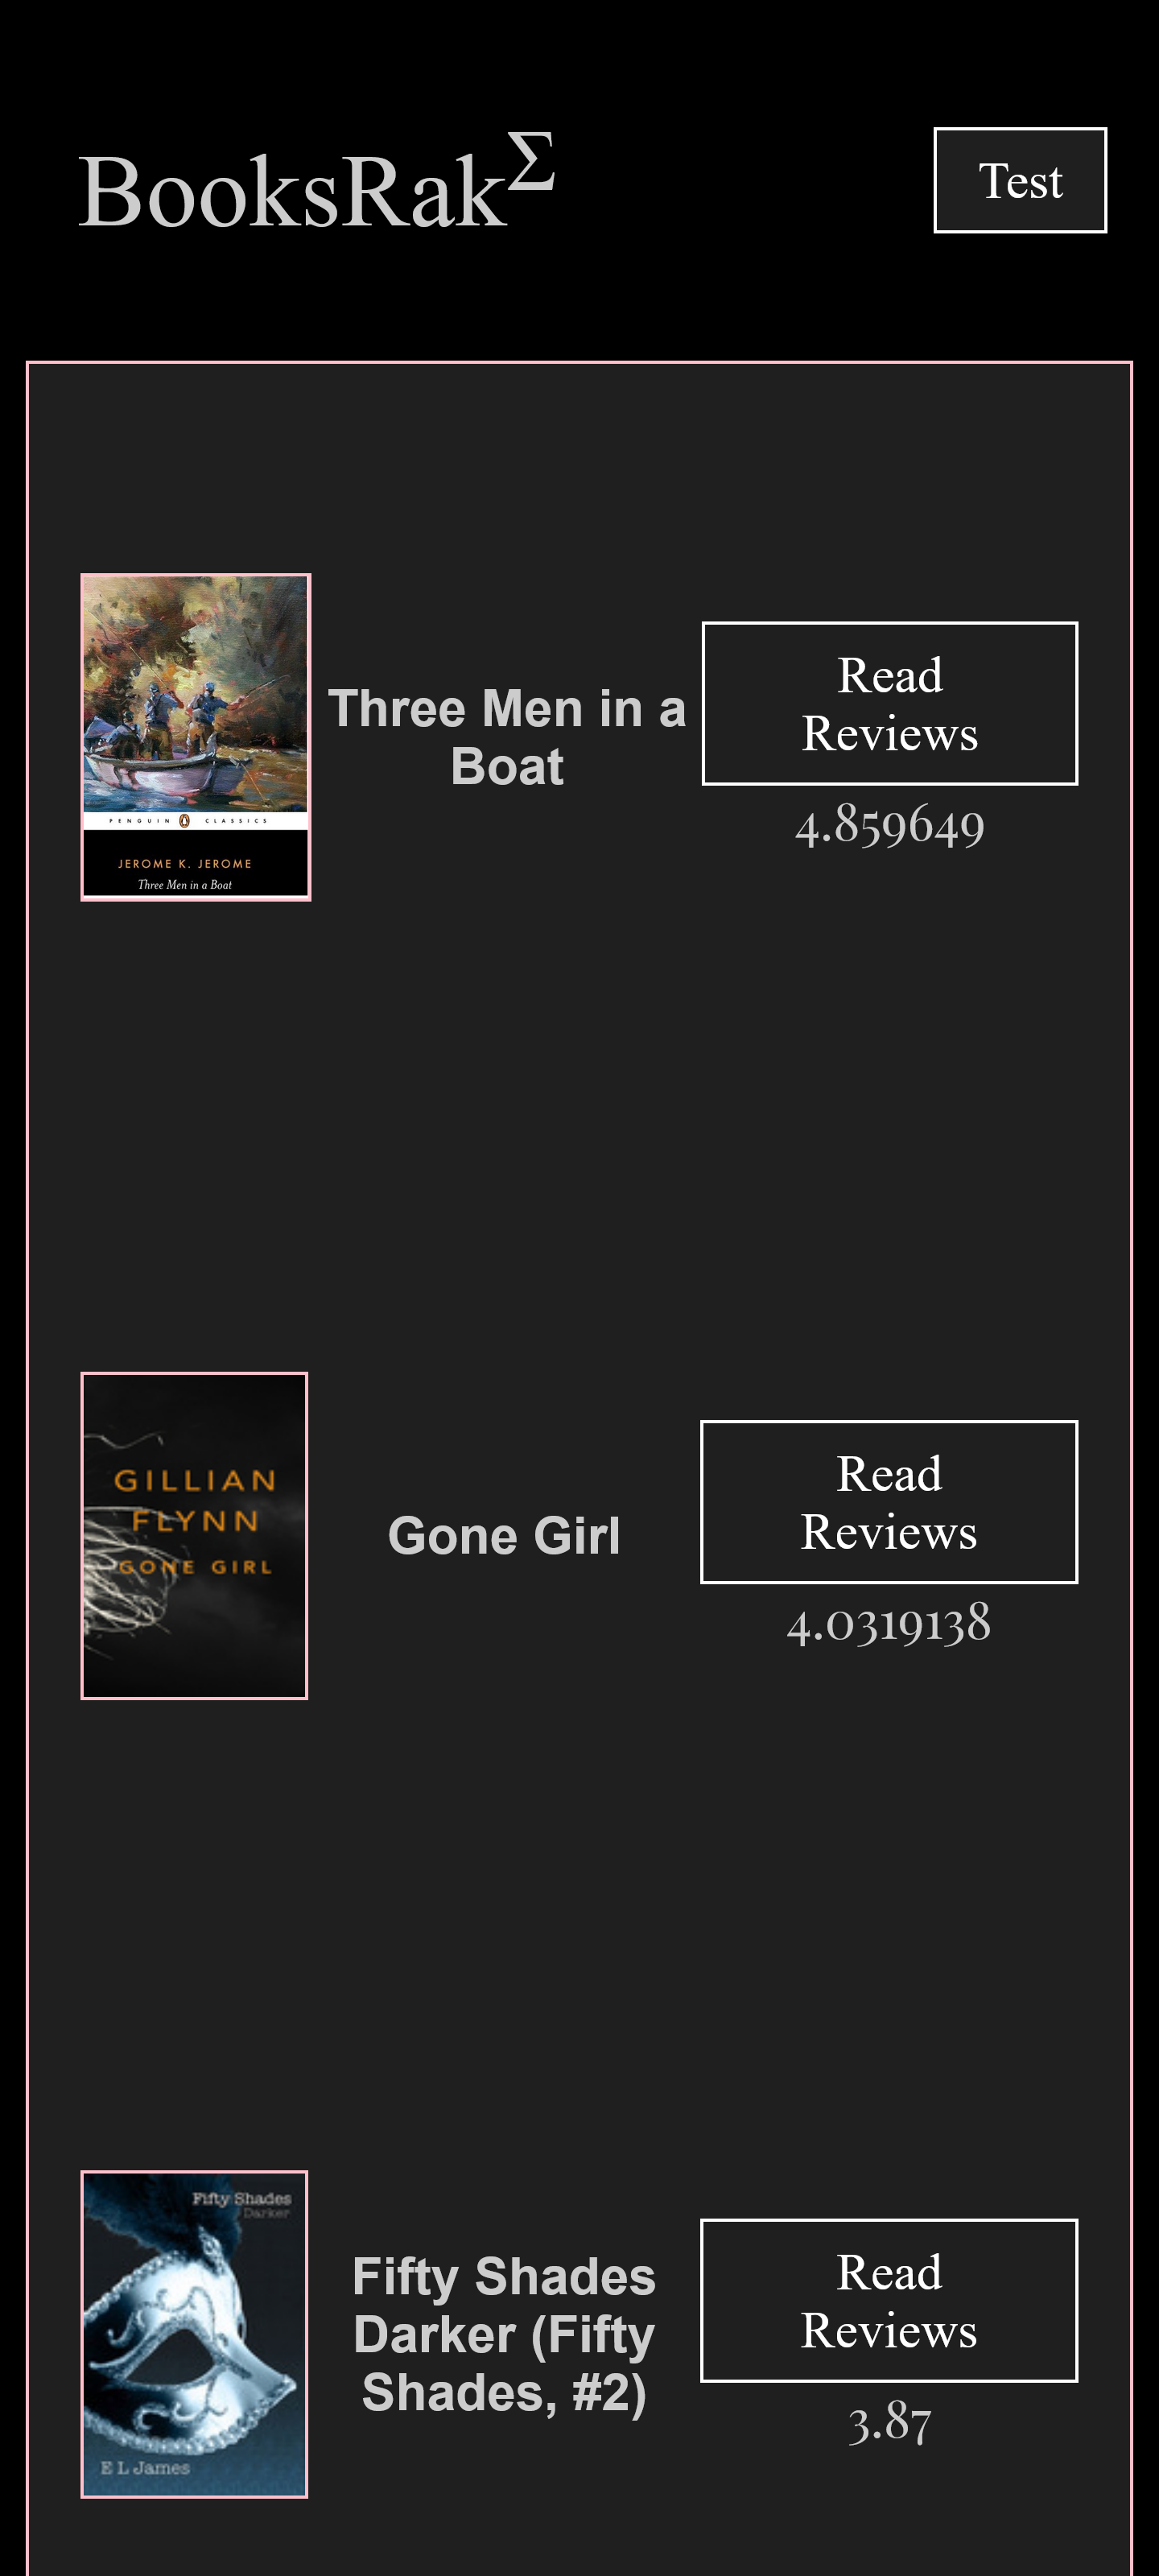 BooksRak^Σ
Test
PENGUIN CLASSICS
JEROME K. JEROME
Three Men in a Boat
Three Men in a
Boat
Read
Reviews
4.859649
GILLIAN
FLYNN
GONE GIRL
Gone Girl
Read
Reviews
4.0319138
Fifty Shades
Darker
E L James
Fifty Shades
Darker (Fifty
Shades, #2)
Read
Reviews
3.87